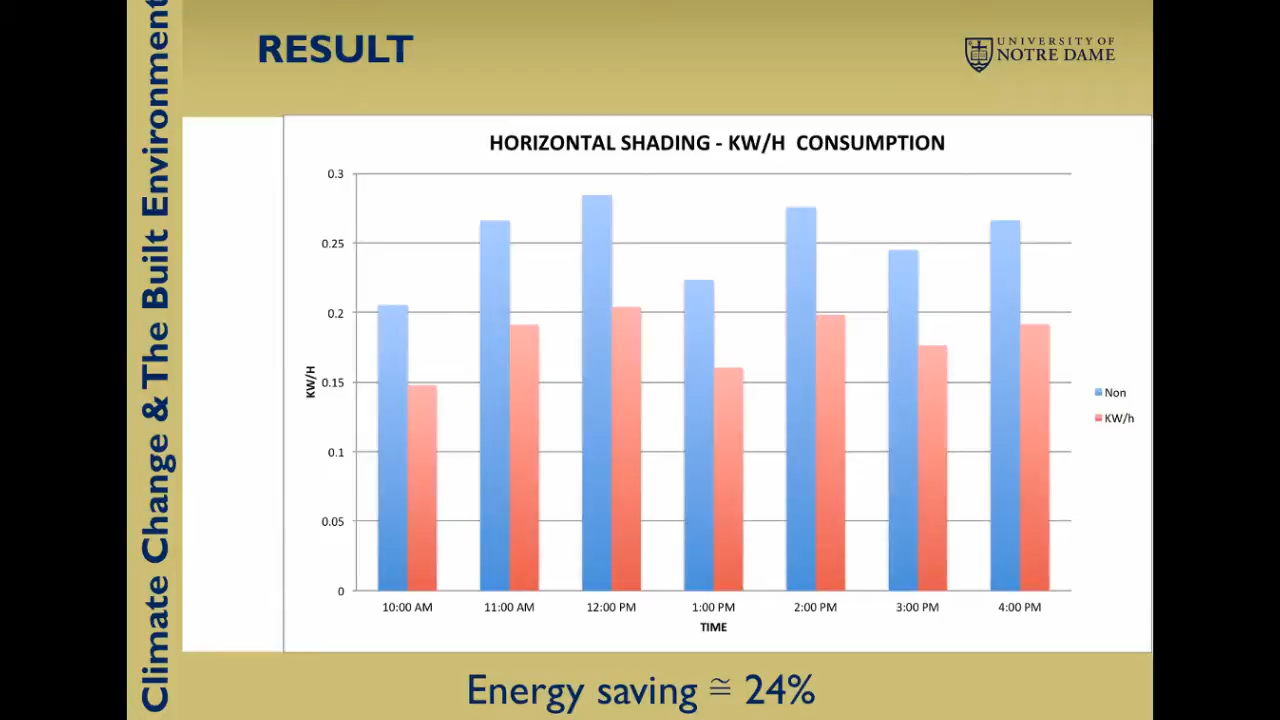 Climate Change & The Built Environment
RESULT
UNIVERSITY OF
NOTRE DAME
HORIZONTAL SHADING - KW/H CONSUMPTION
0.3
0.25
0.2
0.15
0.1
0.05
0
KW/H
10:00 AM 11:00 AM 12:00 PM 1:00 PM 2:00 PM 3:00 PM 4:00 PM
TIME
Non
KW/h
Energy saving ≅ 24%